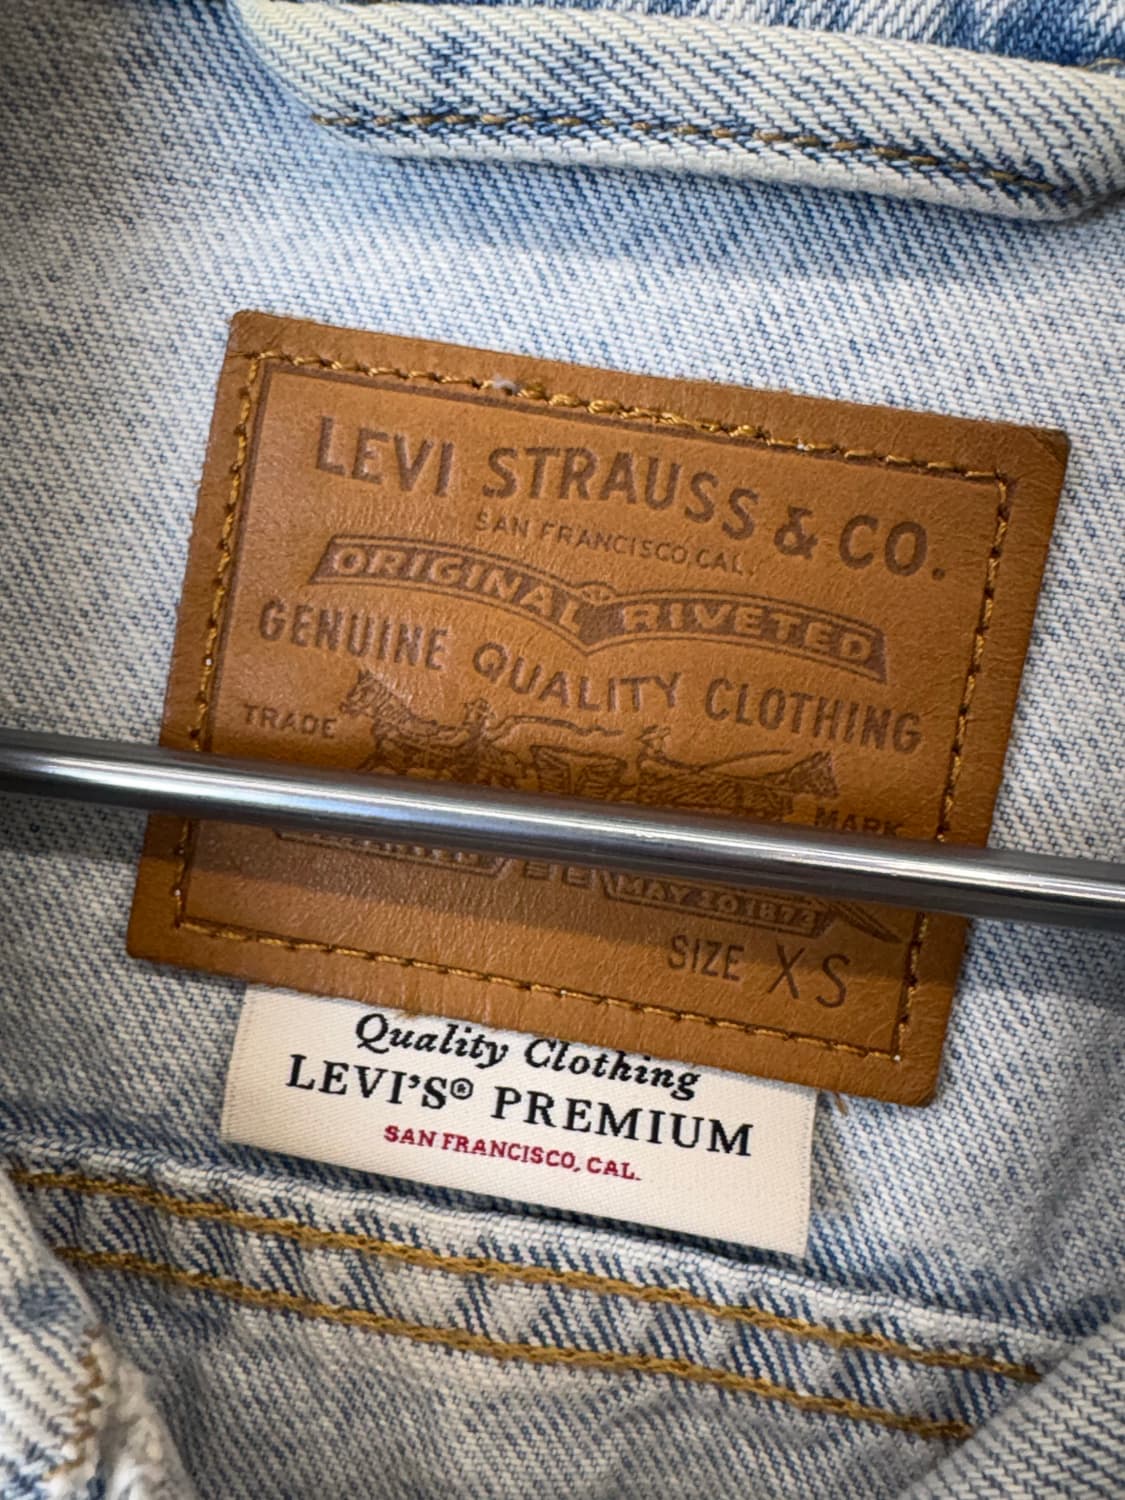 LEVI STRAUSS & CO.
SAN FRANCISCO, CAL.
ORIGINAL RIVETED
GENUINE QUALITY CLOTHING
TRADE
MARK
MAY 20 1873
SIZE XS
Quality Clothing
LEVI'S® PREMIUM
SAN FRANCISCO, CAL.